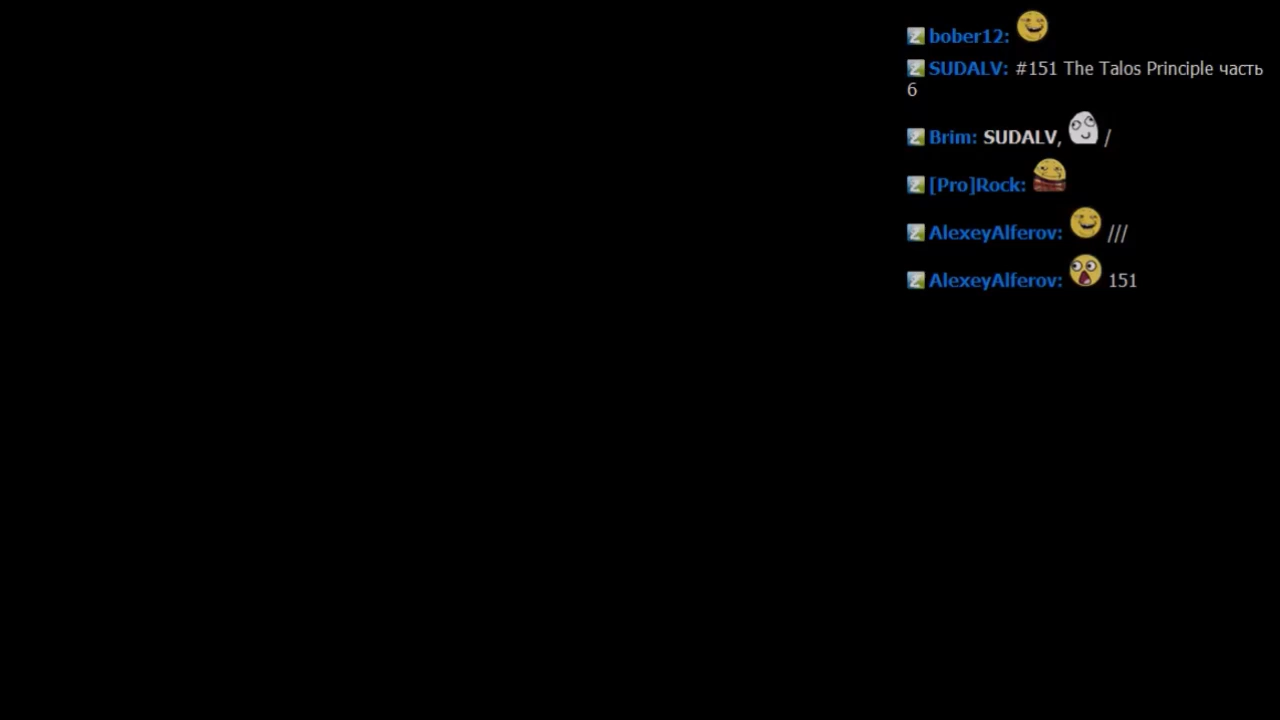 bober12:
SUDALV: #151 The Talos Principle часть
6
Brim: SUDALV, /
[Pro]Rock:
AlexeyAlferov: ///
AlexeyAlferov: 151